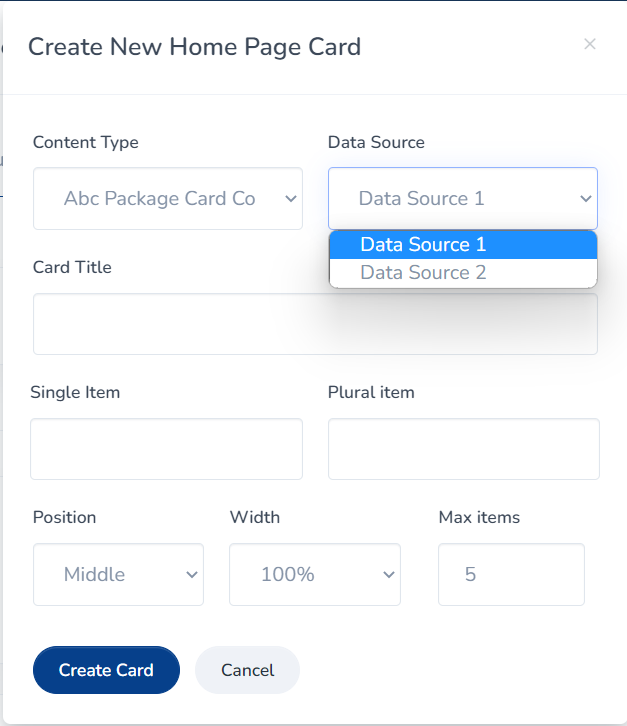 Create New Home Page Card
×
Content Type
Data Source
Abc Package Card Co
Data Source 1
Data Source 1
Data Source 2
Card Title
Single Item
Plural item
Position
Width
Max items
Middle
100%
5
Create Card
Cancel